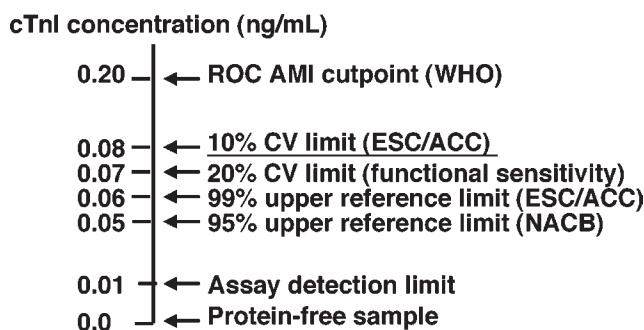 cTnI concentration (ng/mL)
0.20 ROC AMI cutpoint (WHO)
0.08 10% CV limit (ESC/ACC)
0.07 20% CV limit (functional sensitivity)
0.06 99% upper reference limit (ESC/ACC)
0.05 95% upper reference limit (NACB)
0.01 Assay detection limit
0.0 Protein-free sample